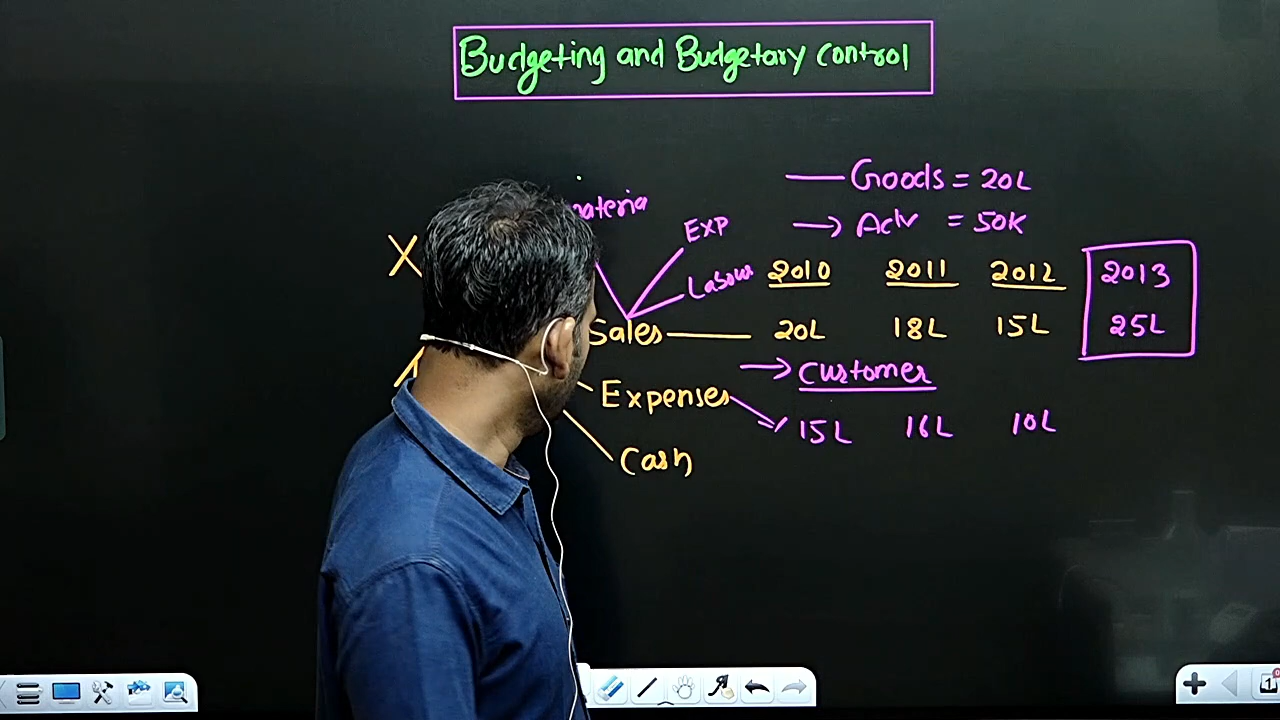 Budgeting and Budgetary control
Goods = 20L
Adv = 50K
Exp
Labour
X
2010 2011 2012 2013
Sales 20L 18L 15L 25L
Customer
Expenses 15L 16L 10L
Cash